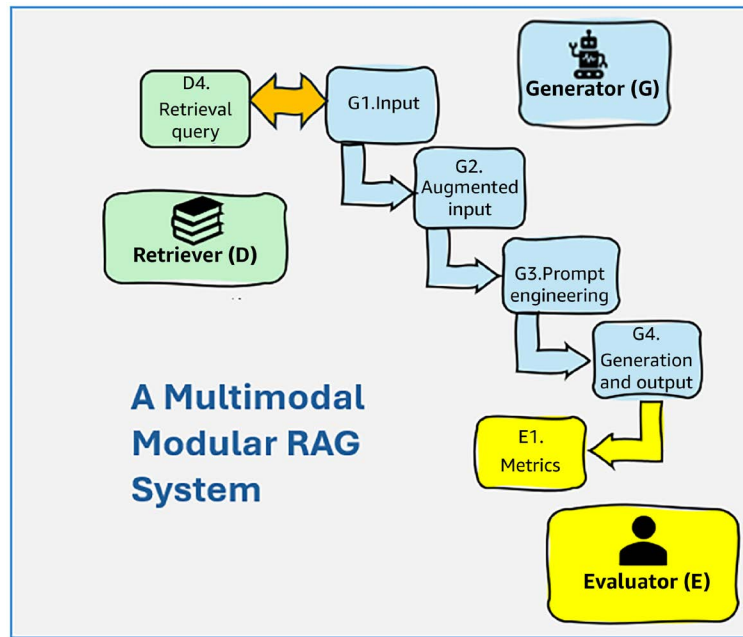 Generator (G)
D4.
Retrieval
query
G1.Input
G2.
Augmented
input
Retriever (D)
G3.Prompt
engineering
G4.
Generation
and output
A Multimodal
Modular RAG
System
E1.
Metrics
Evaluator (E)